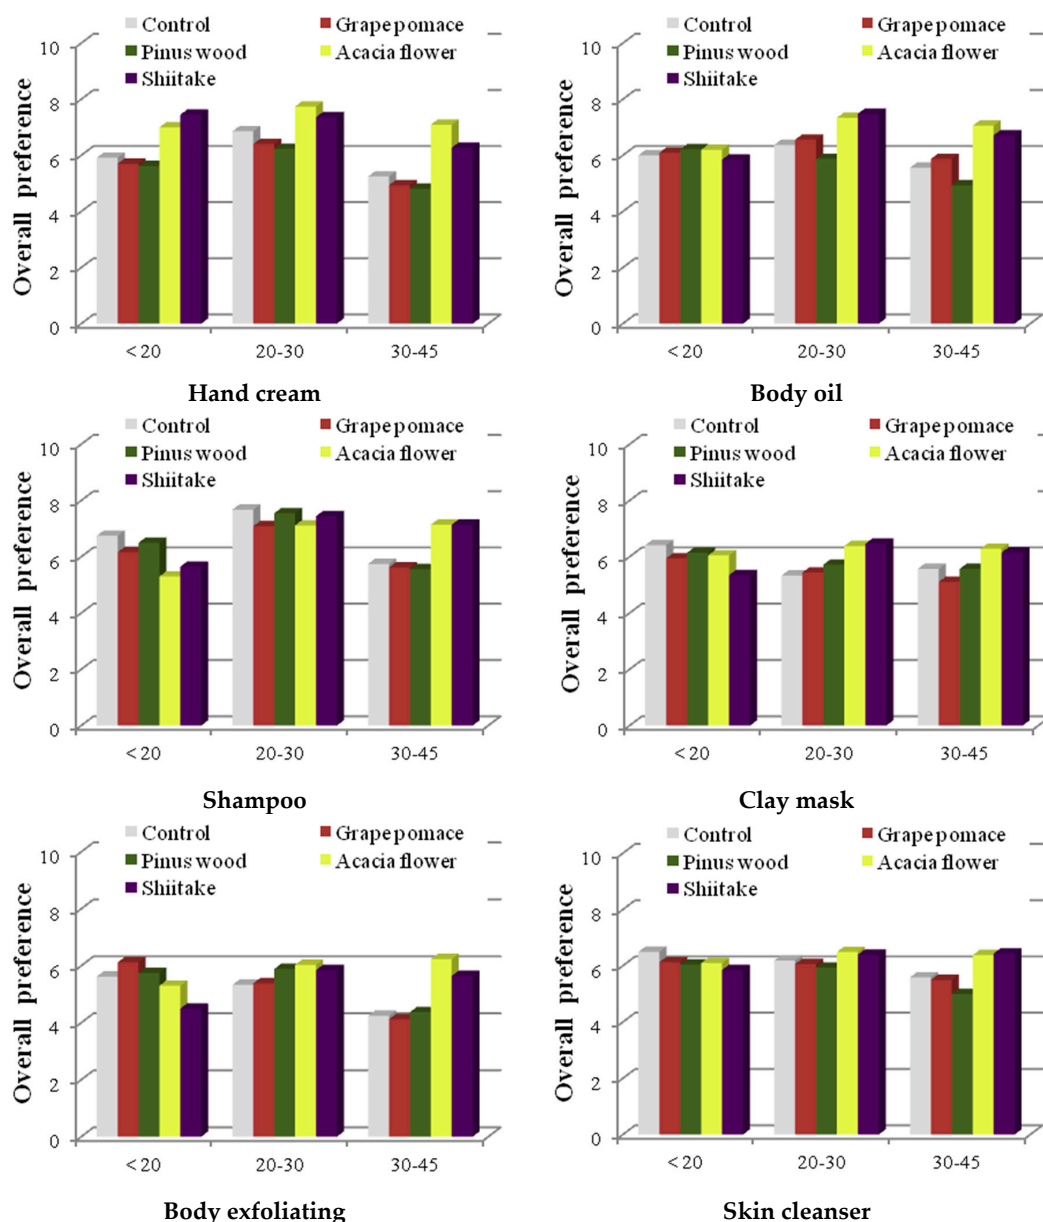 Control Grape pomace
Pinus wood Acacia flower
Shiitake
Overall preference
10
8
6
4
2
0
<20 20-30 30-45
Hand cream
Control Grape pomace
Pinus wood Acacia flower
Shiitake
Overall preference
10
8
6
4
2
0
<20 20-30 30-45
Body oil
Control Grape pomace
Pinus wood Acacia flower
Shiitake
Overall preference
10
8
6
4
2
0
<20 20-30 30-45
Shampoo
Control Grape pomace
Pinus wood Acacia flower
Shiitake
Overall preference
10
8
6
4
2
0
<20 20-30 30-45
Clay mask
Control Grape pomace
Pinus wood Acacia flower
Shiitake
Overall preference
10
8
6
4
2
0
<20 20-30 30-45
Body exfoliating
Control Grape pomace
Pinus wood Acacia flower
Shiitake
Overall preference
10
8
6
4
2
0
<20 20-30 30-45
Skin cleanser